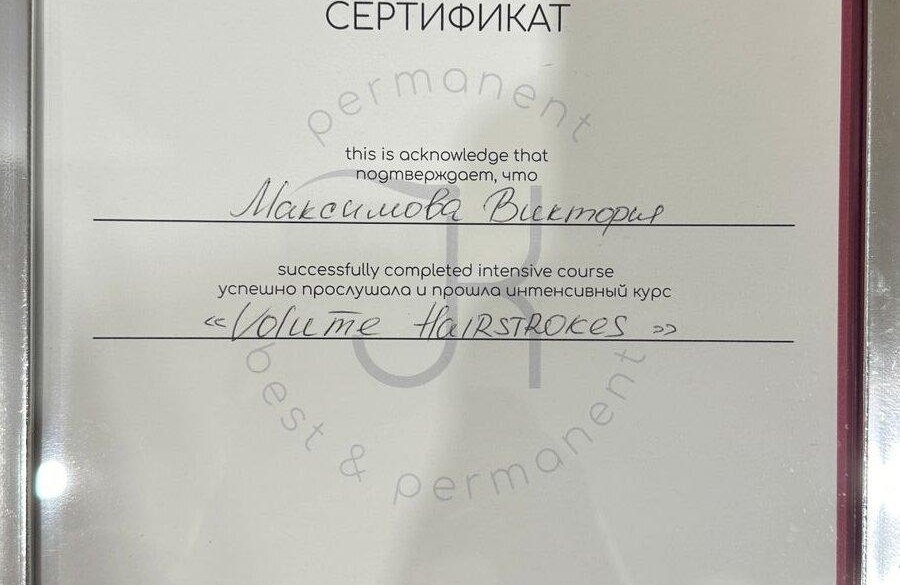 СЕРТИФИКАТ
permanent
this is acknowledge that
подтверждает, что
Максимова Виктория
successfully completed intensive course
успешно прослушала и прошла интенсивный курс
«Volume HAIRSTROKES»
JK
best & permanent